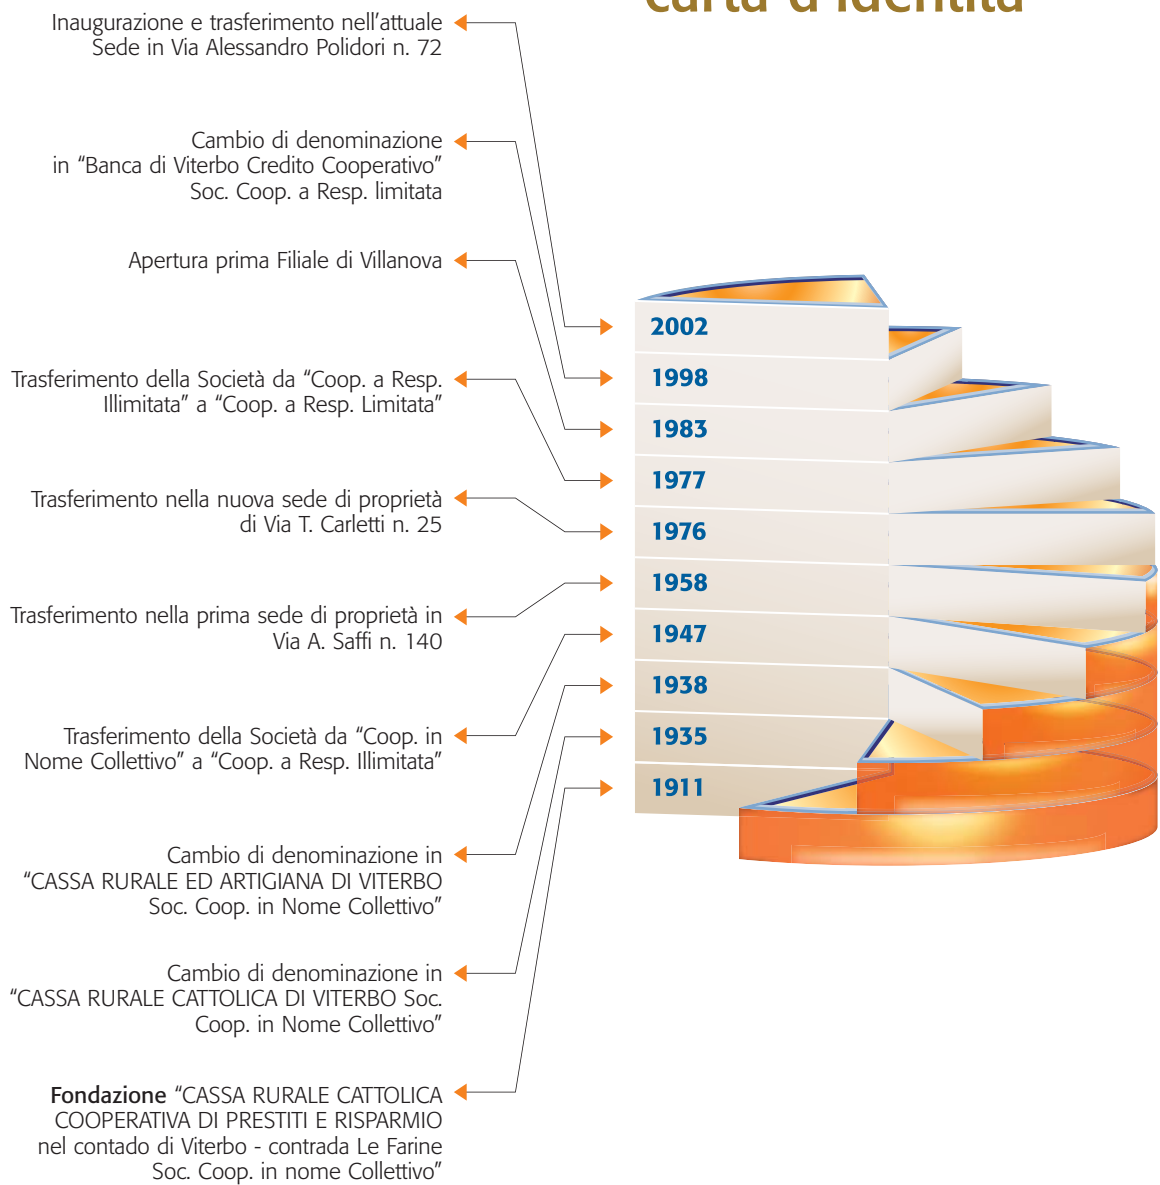 carta d'identità
Inaugurazione e trasferimento nell'attuale
Sede in Via Alessandro Polidori n. 72
Cambio di denominazione
in “Banca di Viterbo Credito Cooperativo”
Soc. Coop. a Resp. limitata
Apertura prima Filiale di Villanova
Trasferimento della Società da “Coop. a Resp.
Illimitata” a “Coop. a Resp. Limitata”
Trasferimento nella nuova sede di proprietà
di Via T. Carletti n. 25
Trasferimento nella prima sede di proprietà in
Via A. Saffi n. 140
Trasferimento della Società da “Coop. in
Nome Collettivo” a “Coop. a Resp. Illimitata”
Cambio di denominazione in
“CASSA RURALE ED ARTIGIANA DI VITERBO
Soc. Coop. in Nome Collettivo”
Cambio di denominazione in
“CASSA RURALE CATTOLICA DI VITERBO Soc.
Coop. in Nome Collettivo”
Fondazione “CASSA RURALE CATTOLICA
COOPERATIVA DI PRESTITI E RISPARMIO
nel contado di Viterbo - contrada Le Farine
Soc. Coop. in nome Collettivo”
2002
1998
1983
1977
1976
1958
1947
1938
1935
1911